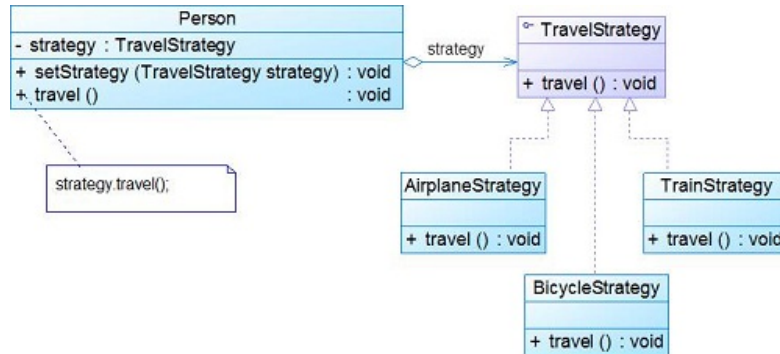 Person
- strategy : TravelStrategy
+ setStrategy (TravelStrategy strategy) : void
+ travel () : void
strategy.travel();
strategy
TravelStrategy
+ travel () : void
AirplaneStrategy
+ travel () : void
TrainStrategy
+ travel () : void
BicycleStrategy
+ travel () : void